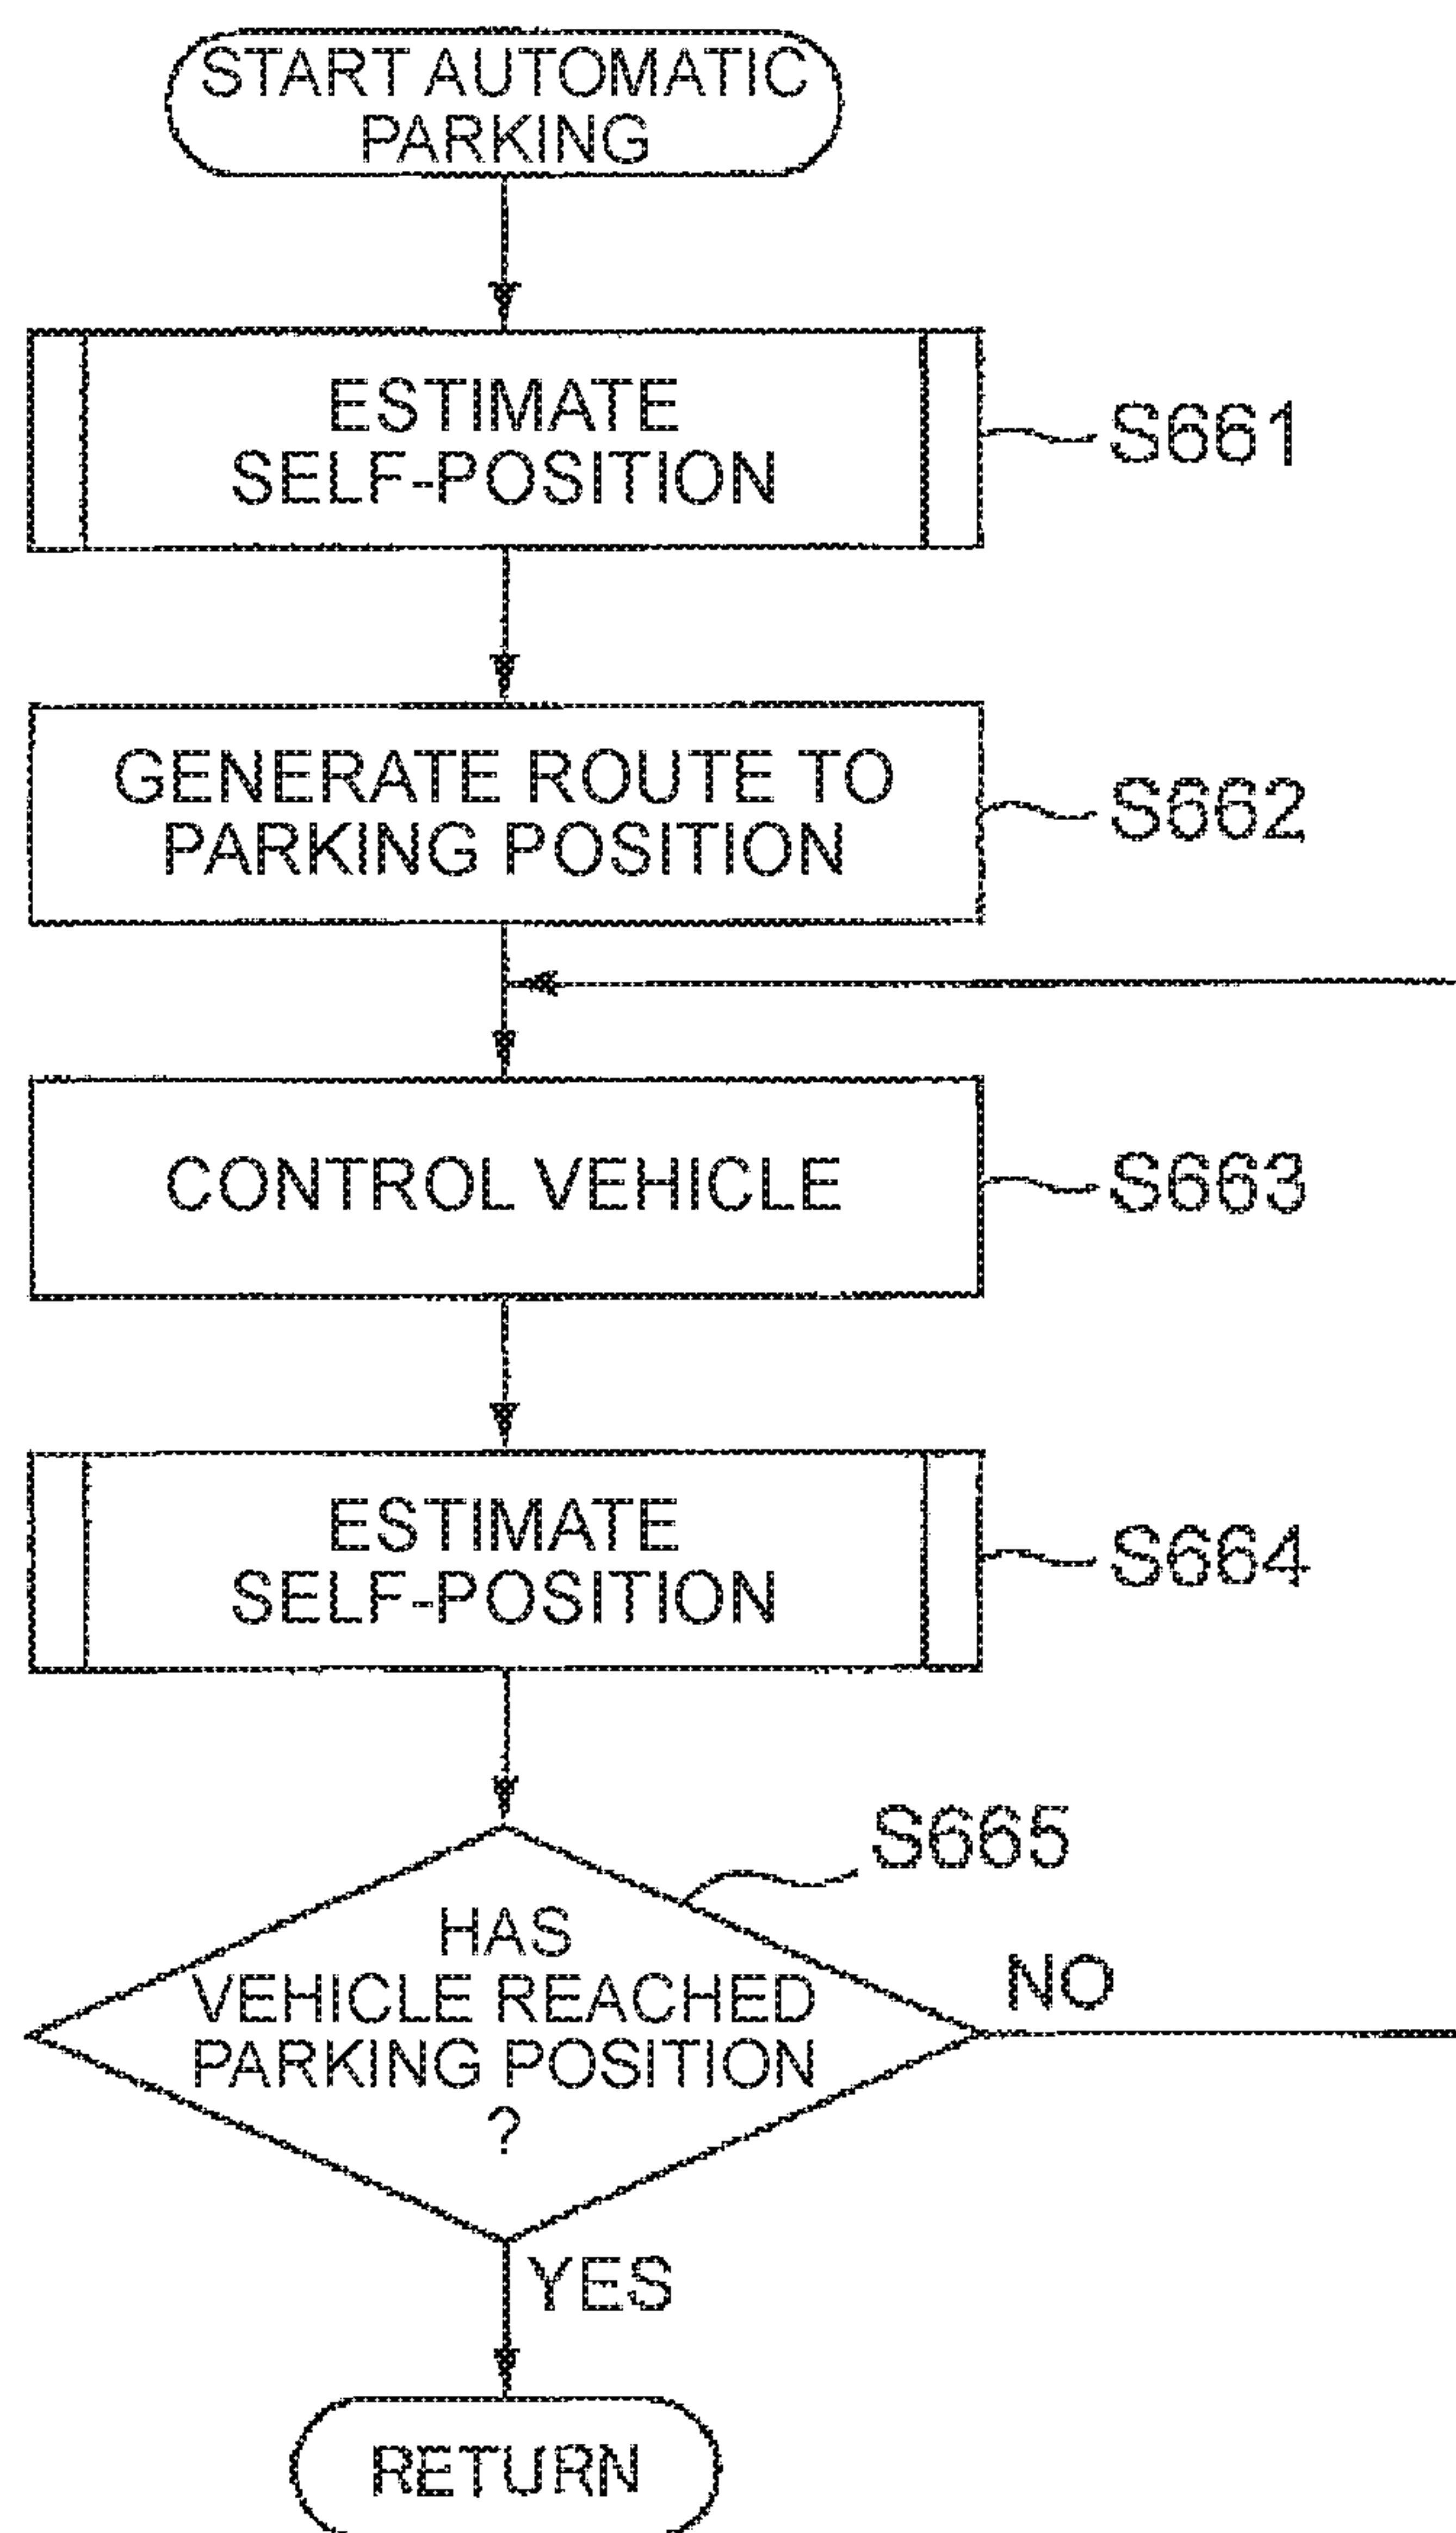 START AUTOMATIC
PARKING
ESTIMATE
SELF-POSITION
S661
GENERATE ROUTE TO
PARKING POSITION
S662
CONTROL VEHICLE
S663
ESTIMATE
SELF-POSITION
S664
S665
HAS
VEHICLE REACHED
PARKING POSITION
?
NO
YES
RETURN